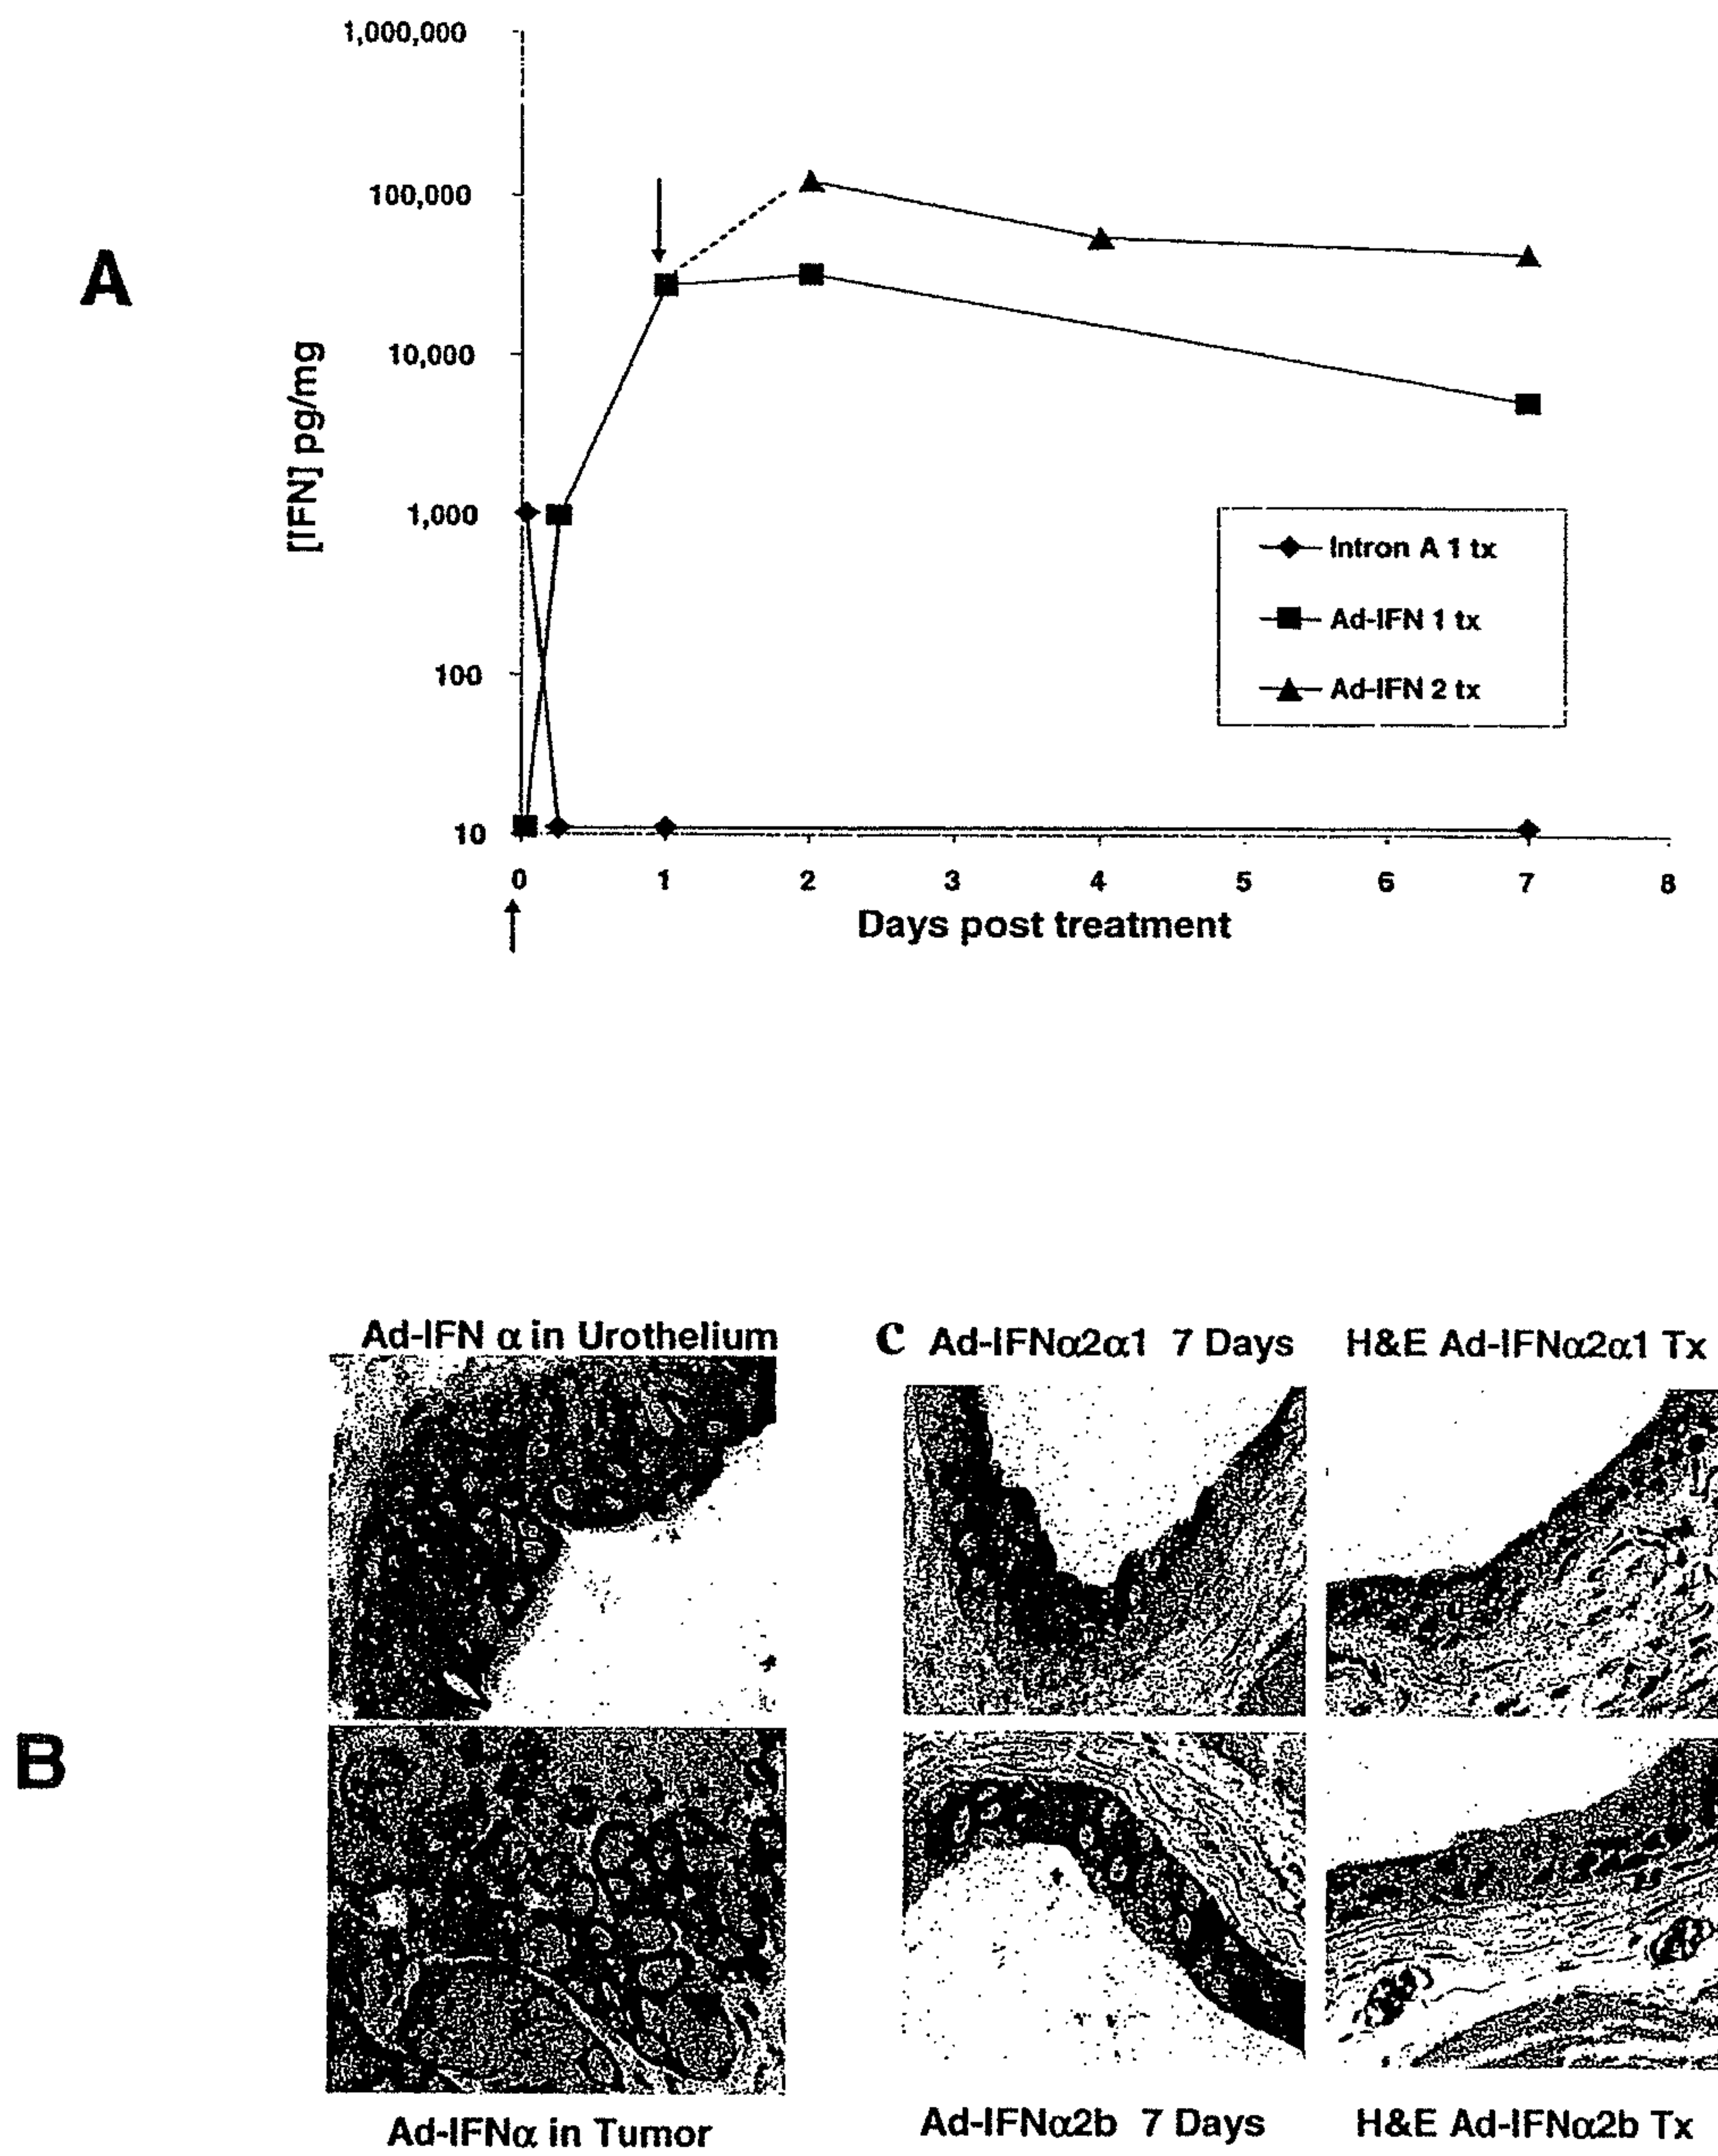 A
1,000,000
100,000
10,000
1,000
100
10
[IFN] pg/mg
0 1 2 3 4 5 6 7 8
Days post treatment
Intron A 1 tx
Ad-IFN 1 tx
Ad-IFN 2 tx
B
Ad-IFN α in Urothelium
Ad-IFNα in Tumor
C Ad-IFNα2α1 7 Days
H&E Ad-IFNα2α1 Tx
Ad-IFNα2b 7 Days
H&E Ad-IFNα2b Tx